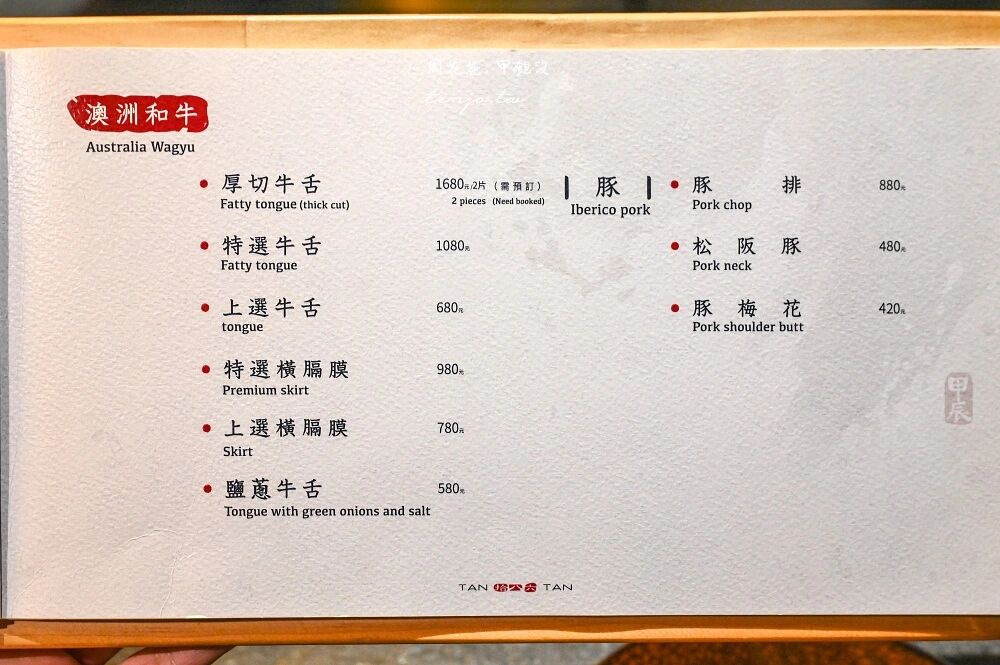 澳洲和牛
Australia Wagyu
厚切牛舌 1680元/2片（需預訂）
Fatty tongue (thick cut) 2 pieces (Need booked)
特選牛舌 1080元
Fatty tongue
上選牛舌 680元
tongue
特選橫膈膜 980元
Premium skirt
上選橫膈膜 780元
Skirt
鹽蔥牛舌 580元
Tongue with green onions and salt
豚
Iberico pork
豚排 880元
Pork chop
松阪豚 480元
Pork neck
豚梅花 420元
Pork shoulder butt
甲辰
TAN 拾八六 TAN